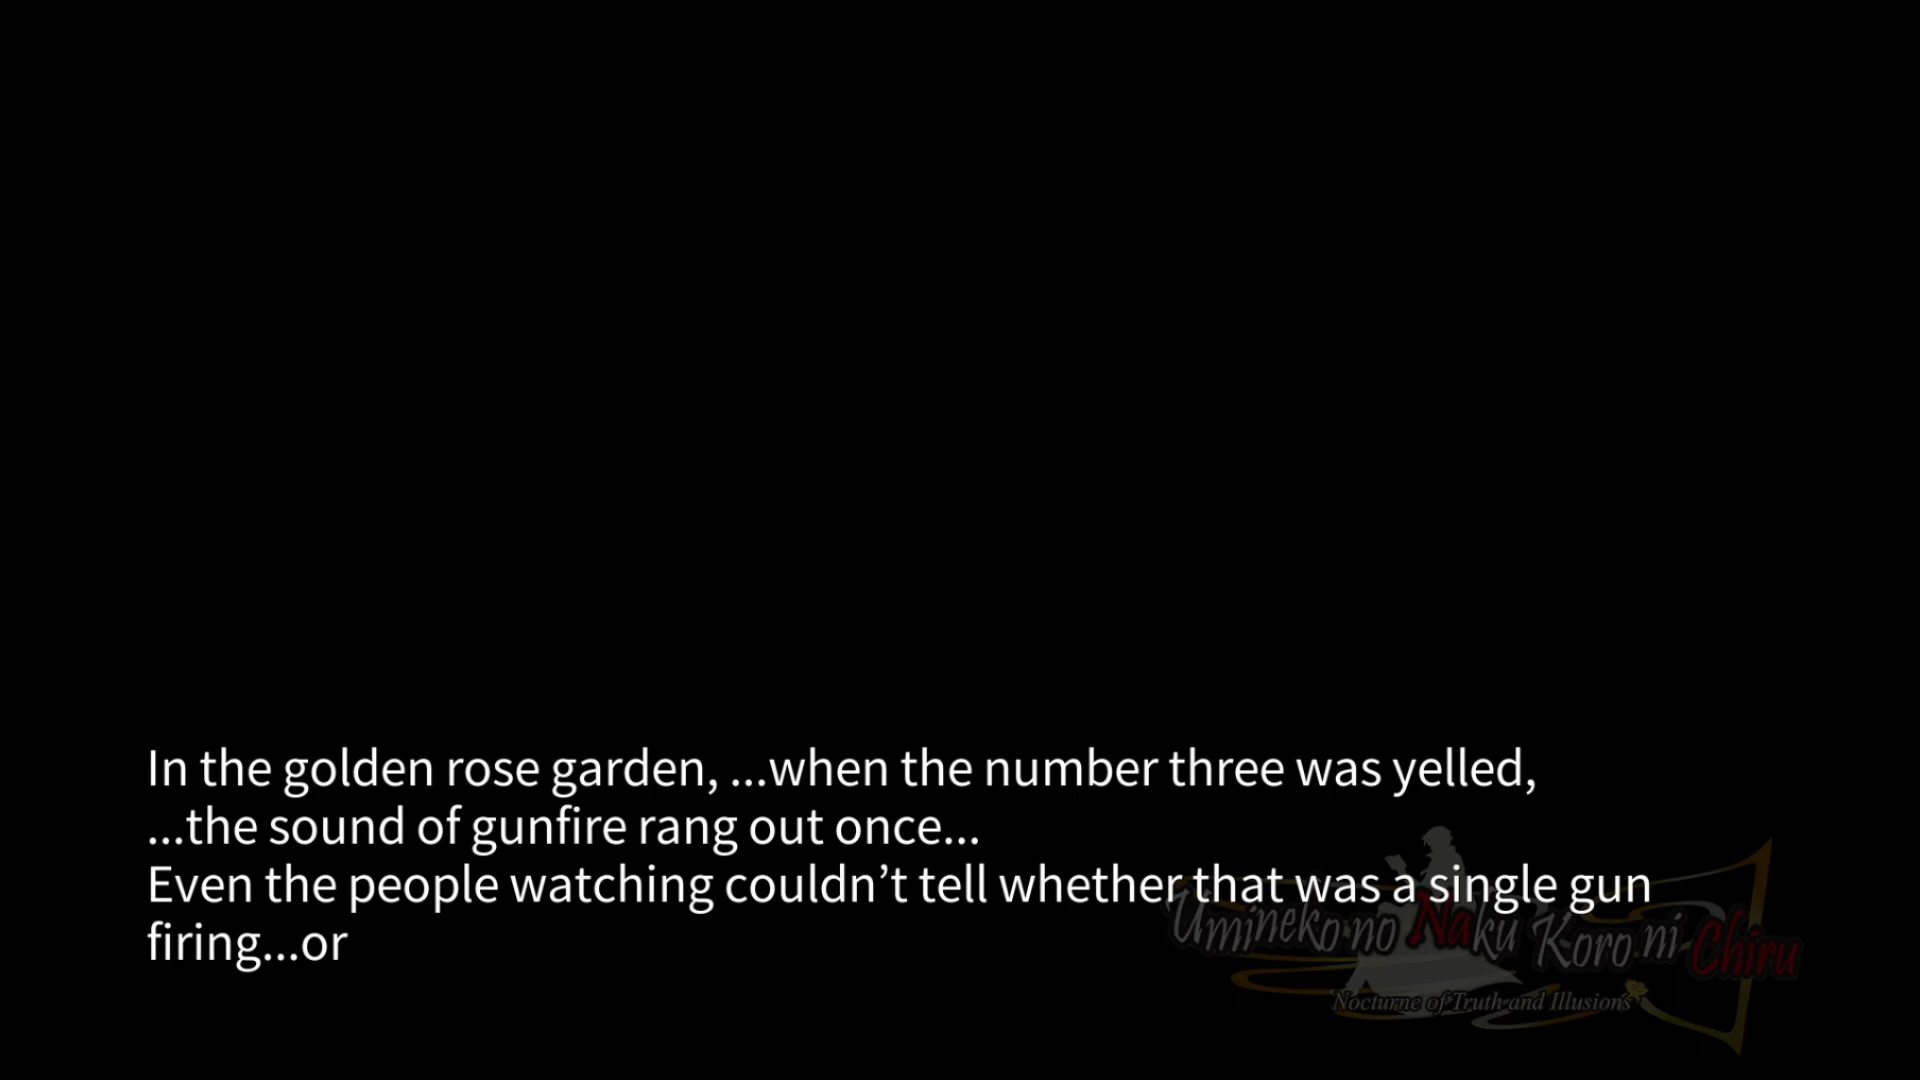 In the golden rose garden, ...when the number three was yelled,
...the sound of gunfire rang out once...
Even the people watching couldn’t tell whether that was a single gun
firing...or
Umineko no Naku Koro ni Chiru
Nocturne of Truth and Illusions